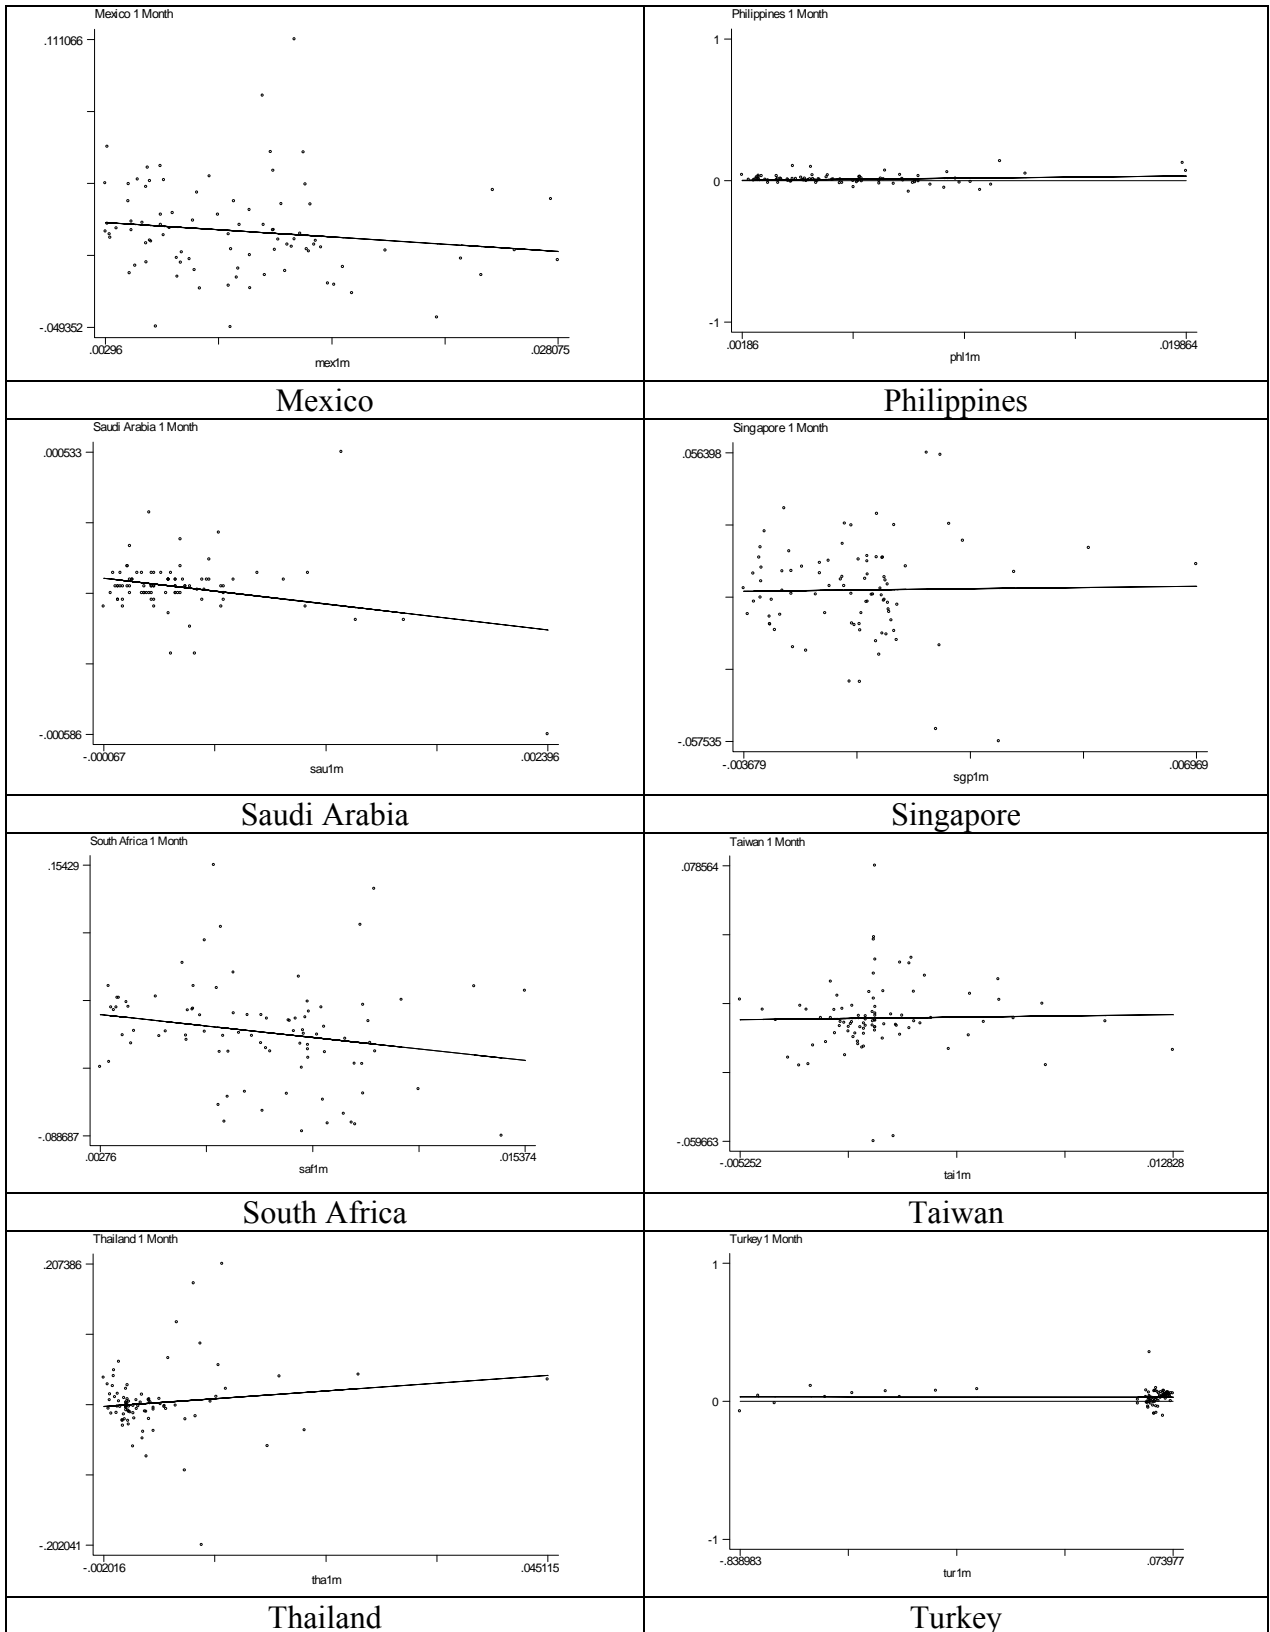 Mexico 1 Month
.111066
-.049352
.00296
.028075
mex1m
Mexico
Philippines 1 Month
1
0
-1
.00186
.019864
phl1m
Philippines
Saudi Arabia 1 Month
.000533
-.000586
-.000067
.002396
sau1m
Saudi Arabia
Singapore 1 Month
.056398
-.057535
-.003679
.006969
sgp1m
Singapore
South Africa 1 Month
.15429
-.088687
.00276
.015374
saf1m
South Africa
Taiwan 1 Month
.078564
-.059663
-.005252
.012828
tai1m
Taiwan
Thailand 1 Month
.207386
-.202041
-.002016
.045115
tha1m
Thailand
Turkey 1 Month
1
0
-1
-.838983
.073977
tur1m
Turkey